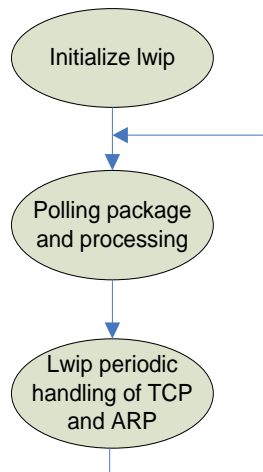 Initialize lwip
Polling package
and processing
Lwip periodic
handling of TCP
and ARP